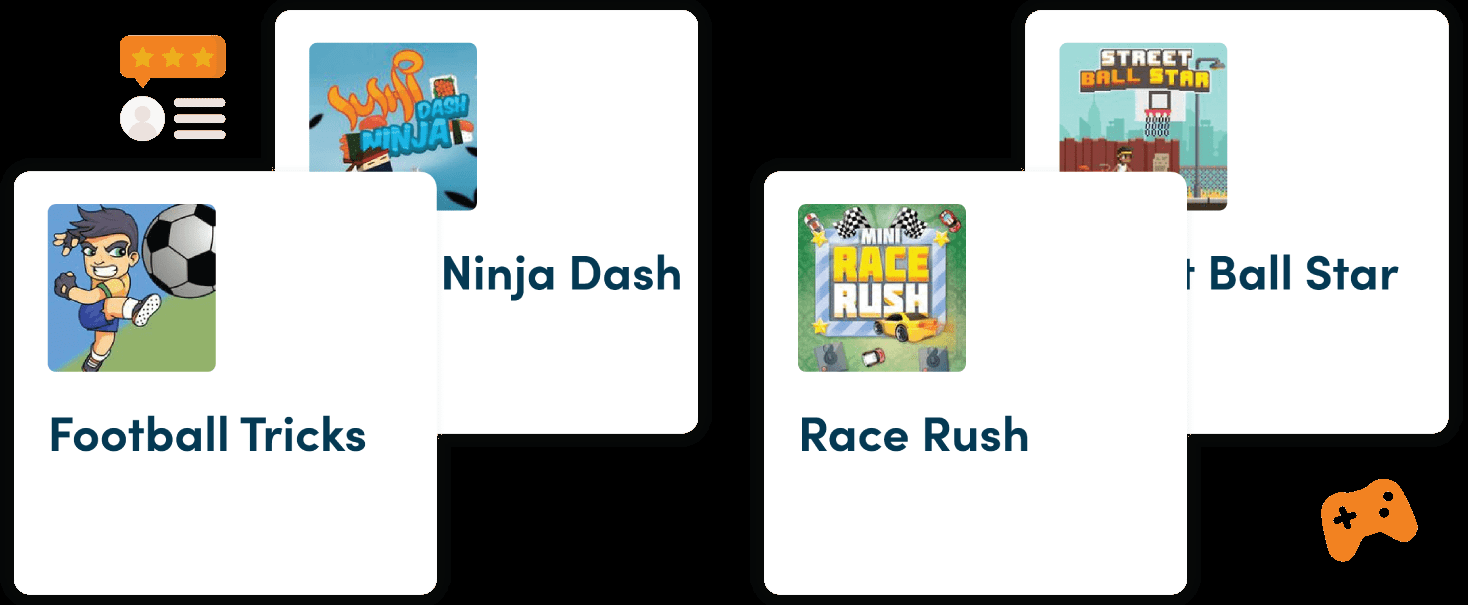 SUSHI
DASH
NINJA
Ninja Dash
Football Tricks
STREET
BALL STAR
t Ball Star
MINI
RACE
RUSH
Race Rush